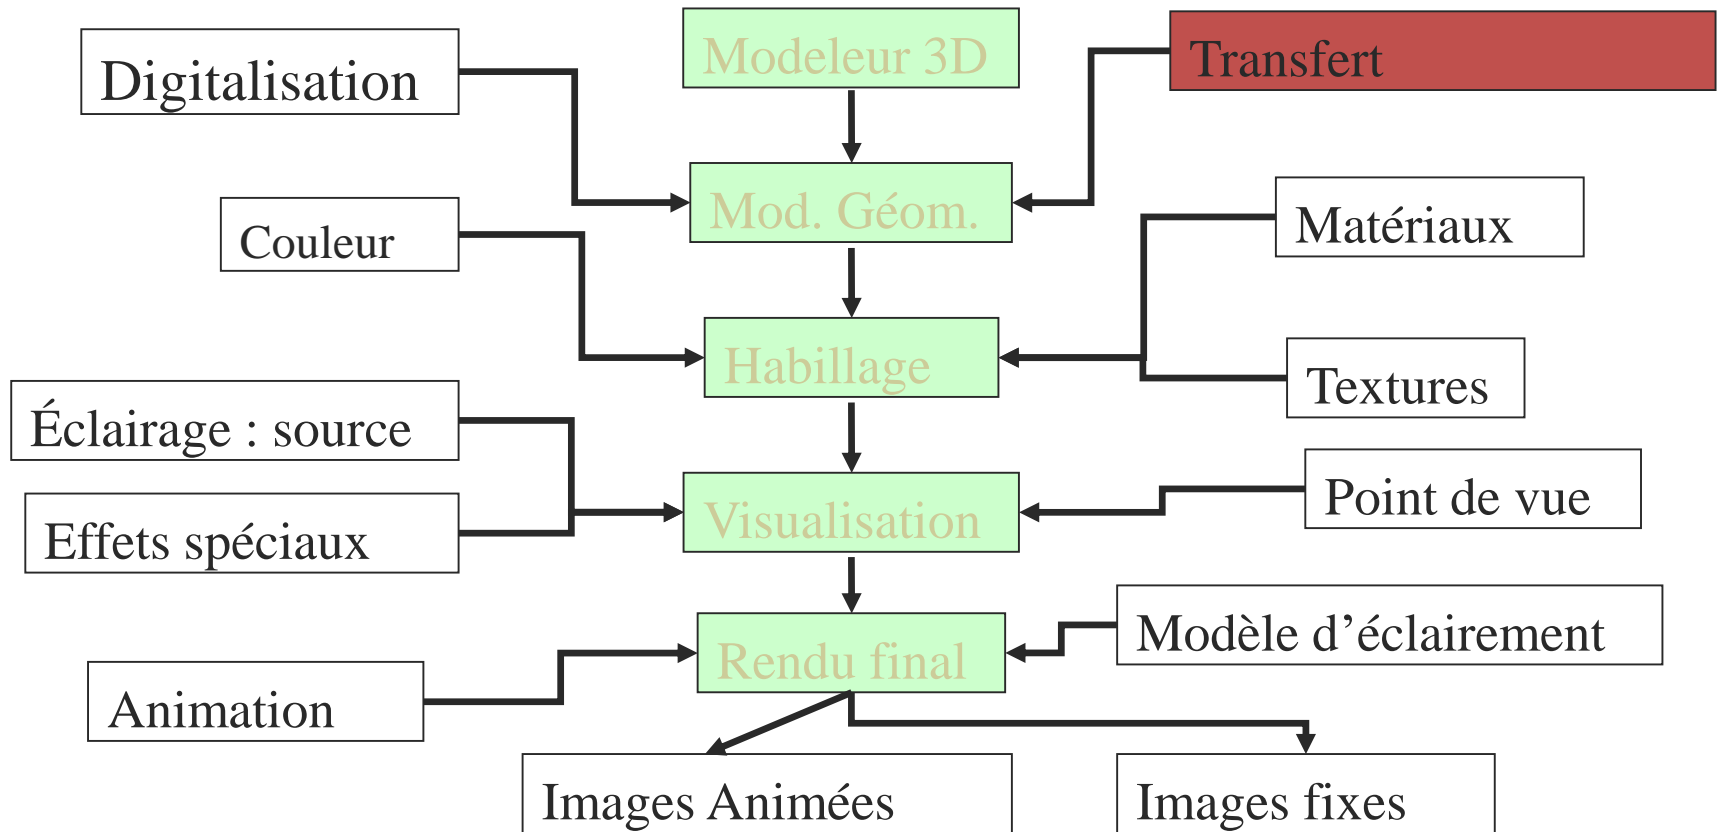 Modeleur 3D
Transfert
Digitalisation
Mod. Géom.
Matériaux
Couleur
Habillage
Textures
Éclairage : source
Point de vue
Visualisation
Effets spéciaux
Modèle d’éclairement
Rendu final
Animation
Images Animées
Images fixes